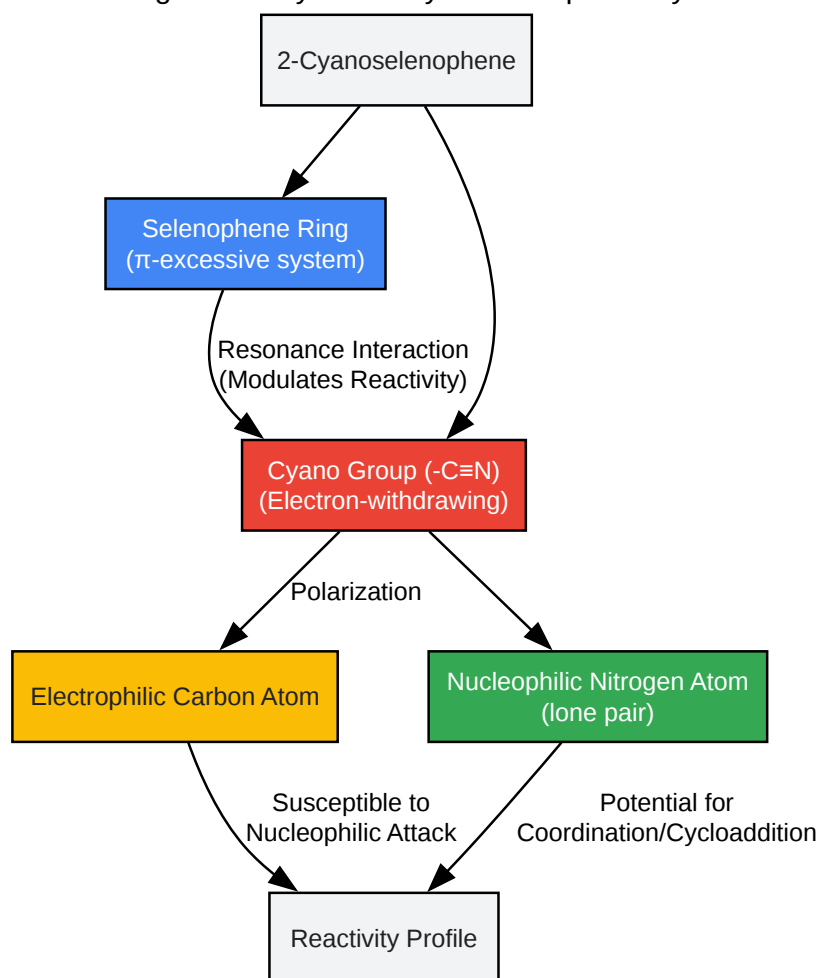 2-Cyanoselenophene
Selenophene Ring
(π-excessive system)
Resonance Interaction
(Modulates Reactivity)
Cyano Group (-C≡N)
(Electron-withdrawing)
Polarization
Electrophilic Carbon Atom
Nucleophilic Nitrogen Atom
(lone pair)
Susceptible to
Nucleophilic Attack
Potential for
Coordination/Cycloaddition
Reactivity Profile